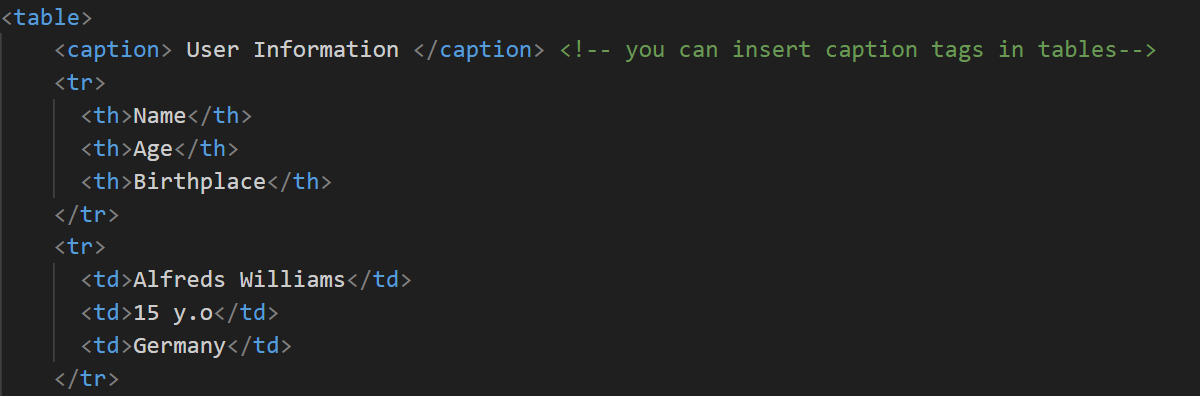 <table>
<caption> User Information </caption> <!-- you can insert caption tags in tables-->
<tr>
<th>Name</th>
<th>Age</th>
<th>Birthplace</th>
</tr>
<tr>
<td>Alfreds Williams</td>
<td>15 y.o</td>
<td>Germany</td>
</tr>